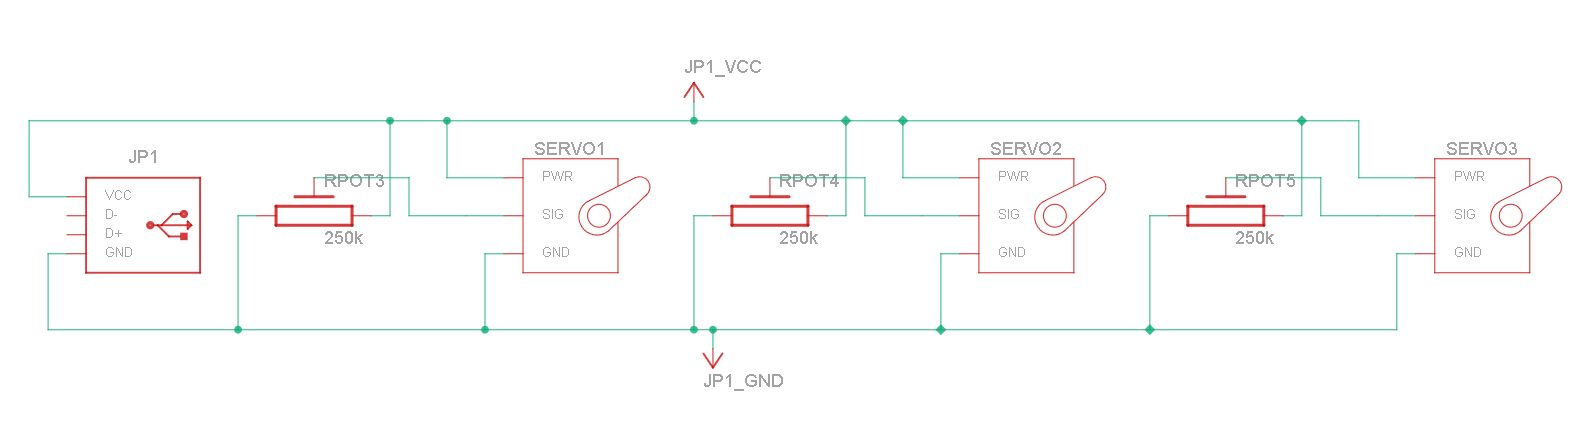 JP1_VCC
JP1
VCC
D-
D+
GND
RPOT3
250k
SERVO1
PWR
SIG
GND
RPOT4
250k
SERVO2
PWR
SIG
GND
RPOT5
250k
SERVO3
PWR
SIG
GND
JP1_GND